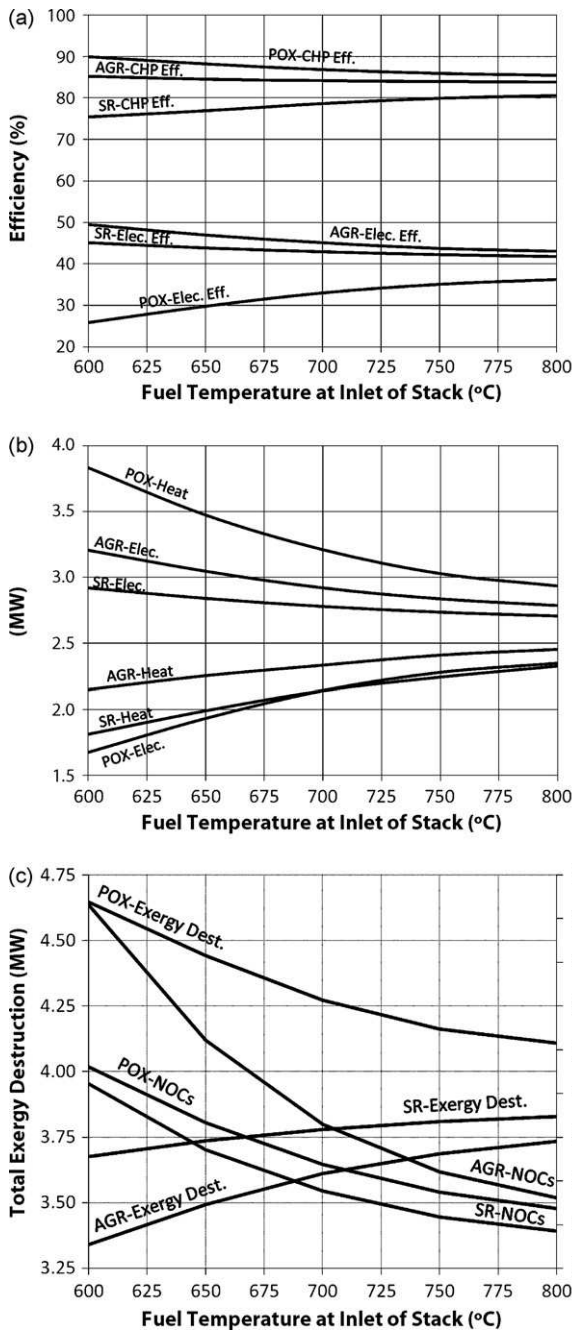 (a)
100
90
80
70
60
50
40
30
20
Efficiency (%)
POX-CHP Eff.
AGR-CHP Eff.
SR-CHP Eff.
SR-Elec. Eff.
AGR-Elec. Eff.
POX-Elec. Eff.
600 625 650 675 700 725 750 775 800
Fuel Temperature at Inlet of Stack (ºC)
(b)
4.0
3.5
3.0
2.5
2.0
1.5
(MW)
POX-Heat
AGR-Elec.
SR-Elec.
AGR-Heat
SR-Heat
POX-Elec.
600 625 650 675 700 725 750 775 800
Fuel Temperature at Inlet of Stack (ºC)
(c)
4.75
4.50
4.25
4.00
3.75
3.50
3.25
Total Exergy Destruction (MW)
POX-Exergy Dest.
POX-NOCs
SR-Exergy Dest.
AGR-NOCs
SR-NOCs
AGR-Exergy Dest.
600 625 650 675 700 725 750 775 800
Fuel Temperature at Inlet of Stack (ºC)